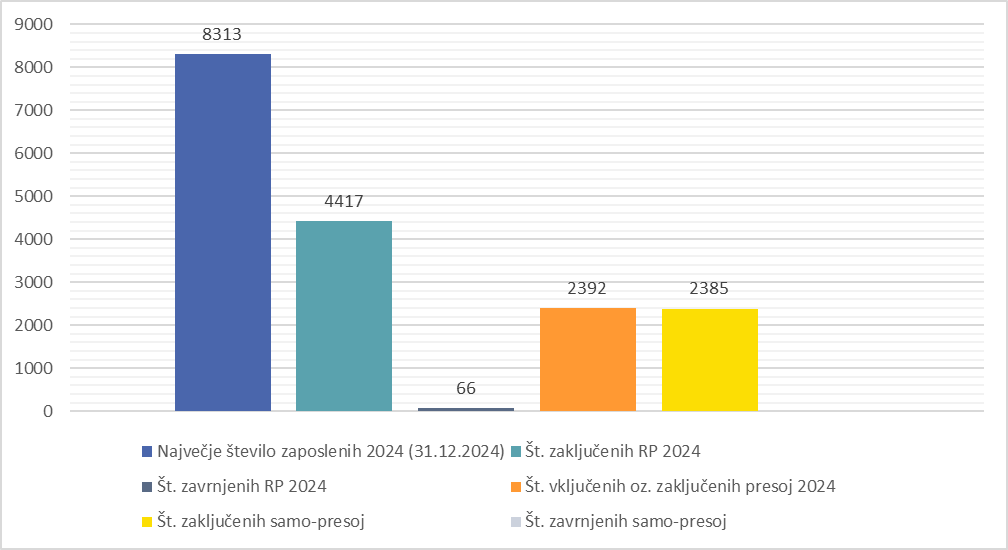 9000
8313
8000
7000
6000
5000
4417
4000
3000
2392
2385
2000
1000
66
0
Največje število zaposlenih 2024 (31.12.2024)
Št. zaključenih RP 2024
Št. zavrnjenih RP 2024
Št. vključenih oz. zaključenih presoj 2024
Št. zaključenih samo-presoj
Št. zavrnjenih samo-presoj